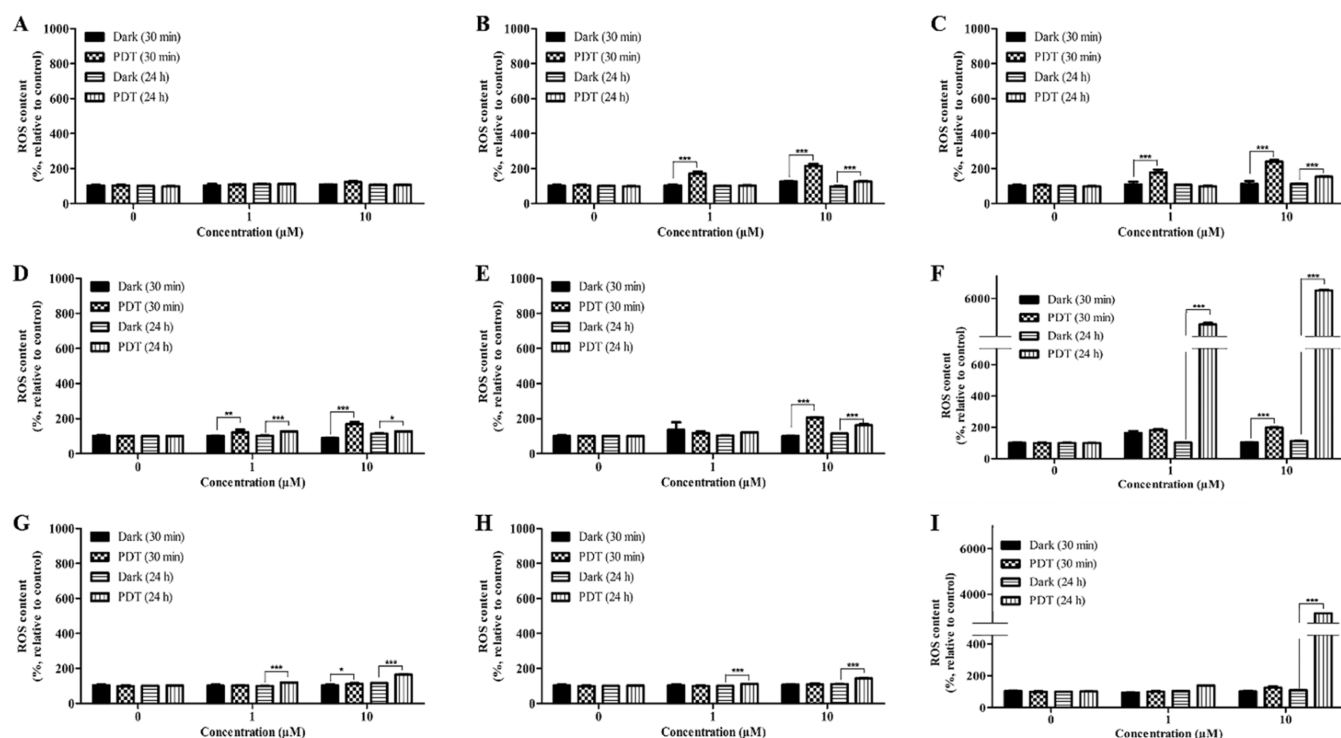 A
ROS content
(%, relative to control)
1000
800
600
400
200
0
Dark (30 min)
PDT (30 min)
Dark (24 h)
PDT (24 h)
0
1
10
Concentration (µM)
B
ROS content
(%, relative to control)
1000
800
600
400
200
0
Dark (30 min)
PDT (30 min)
Dark (24 h)
PDT (24 h)
***
***
***
0
1
10
Concentration (µM)
C
ROS content
(%, relative to control)
1000
800
600
400
200
0
Dark (30 min)
PDT (30 min)
Dark (24 h)
PDT (24 h)
***
***
***
0
1
10
Concentration (µM)
D
ROS content
(%, relative to control)
1000
800
600
400
200
0
Dark (30 min)
PDT (30 min)
Dark (24 h)
PDT (24 h)
**
***
***
*
0
1
10
Concentration (µM)
E
ROS content
(%, relative to control)
1000
800
600
400
200
0
Dark (30 min)
PDT (30 min)
Dark (24 h)
PDT (24 h)
***
***
0
1
10
Concentration (µM)
F
ROS content
(%, relative to control)
6000
600
400
200
0
Dark (30 min)
PDT (30 min)
Dark (24 h)
PDT (24 h)
***
***
***
0
1
10
Concentration (µM)
G
ROS content
(%, relative to control)
1000
800
600
400
200
0
Dark (30 min)
PDT (30 min)
Dark (24 h)
PDT (24 h)
***
*
***
0
1
10
Concentration (µM)
H
ROS content
(%, relative to control)
1000
800
600
400
200
0
Dark (30 min)
PDT (30 min)
Dark (24 h)
PDT (24 h)
***
***
0
1
10
Concentration (µM)
I
ROS content
(%, relative to control)
6000
4000
400
200
0
Dark (30 min)
PDT (30 min)
Dark (24 h)
PDT (24 h)
***
0
1
10
Concentration (µM)